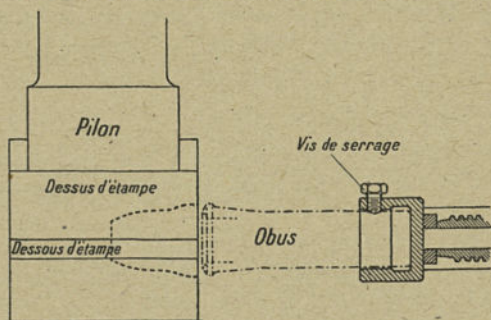 Pilon
Vis de serrage
Dessus d'étampe
Obus
Dessous d'étampe